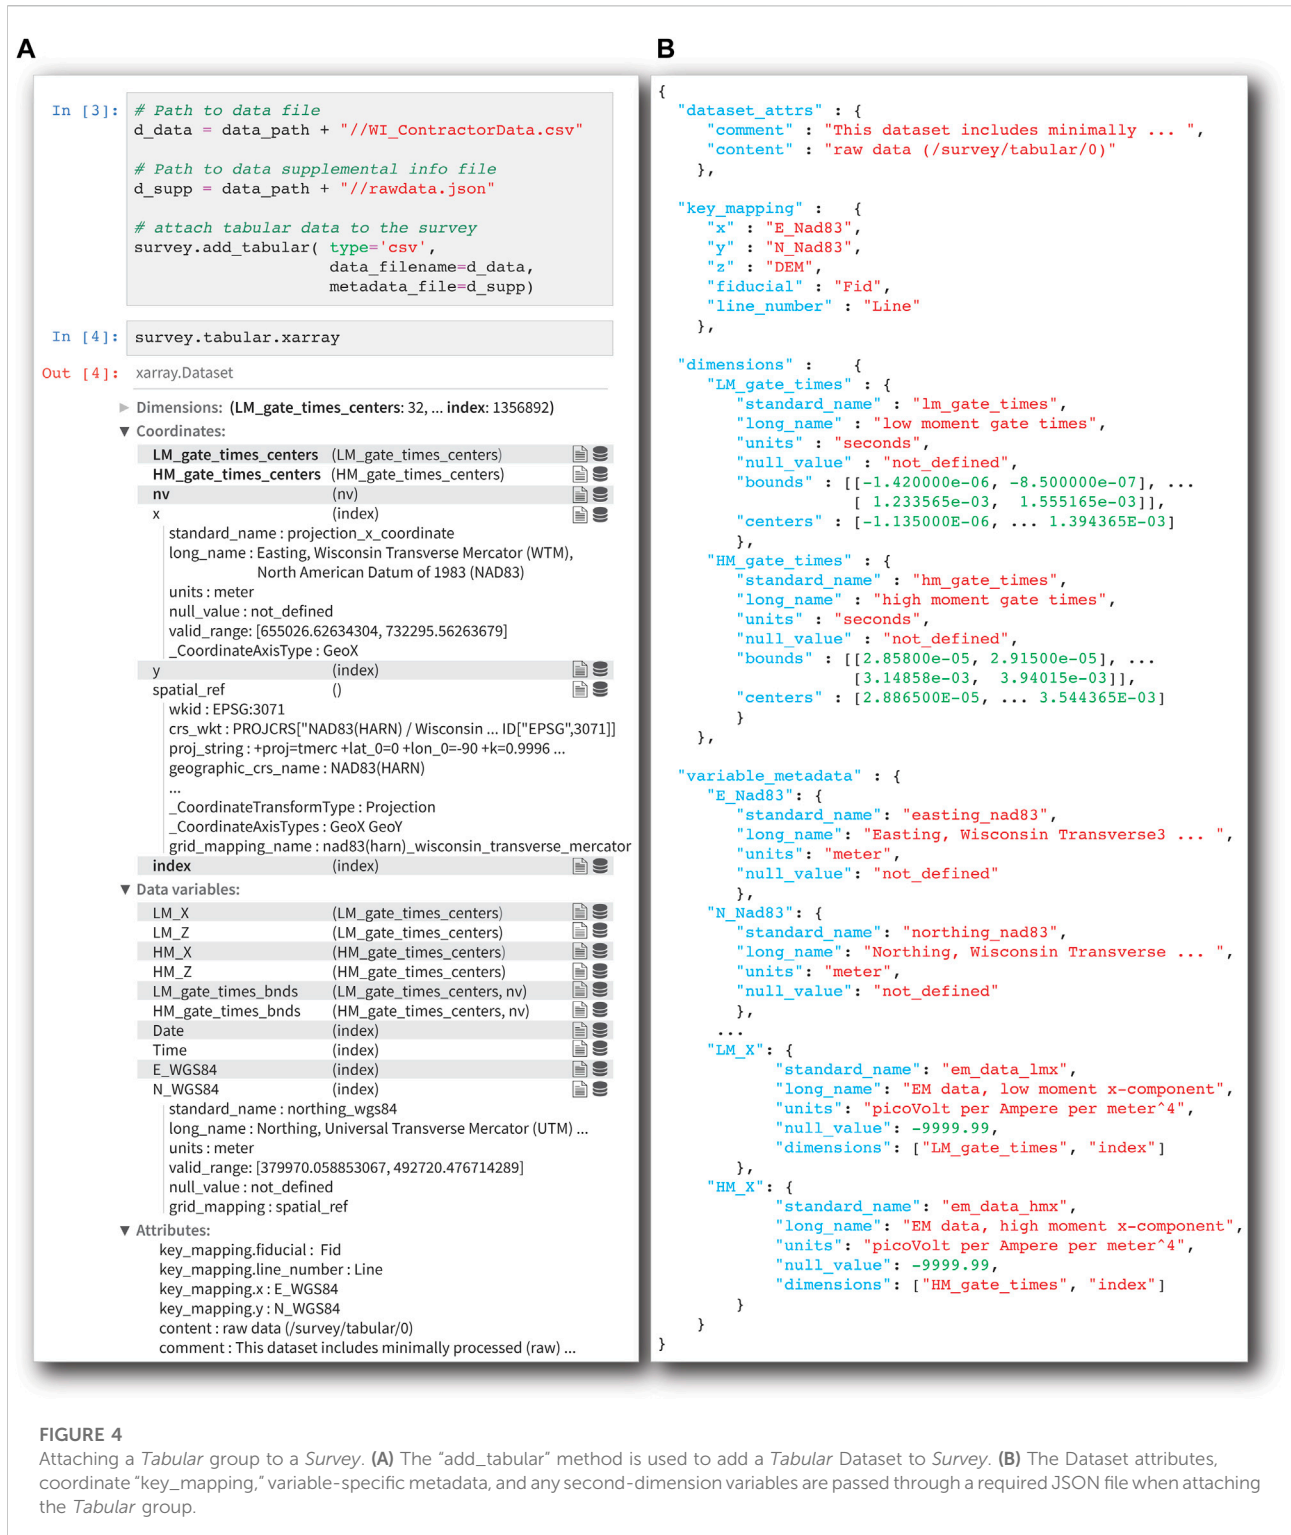 A
In [3]:
# Path to data file
d_data = data_path + "//WI_ContractorData.csv"
# Path to data supplemental info file
d_supp = data_path + "//rawdata.json"
# attach tabular data to the survey
survey.add_tabular( type='csv',
data_filename=d_data,
metadata_file=d_supp)
In [4]: survey.tabular.xarray
Out [4]: xarray.Dataset
▶ Dimensions: (LM_gate_times_centers: 32, ... index: 1356892)
▼ Coordinates:
LM_gate_times_centers (LM_gate_times_centers)
HM_gate_times_centers (HM_gate_times_centers)
nv (nv)
x (index)
standard_name : projection_x_coordinate
long_name : Easting, Wisconsin Transverse Mercator (WTM),
North American Datum of 1983 (NAD83)
units : meter
null_value : not_defined
valid_range: [655026.62634304, 732295.56263679]
_CoordinateAxisType : GeoX
y (index)
spatial_ref ()
wkid : EPSG:3071
crs_wkt : PROJCRS["NAD83(HARN) / Wisconsin ... ID["EPSG",3071]]
proj_string : +proj=tmerc +lat_0=0 +lon_0=-90 +k=0.9996 ...
geographic_crs_name : NAD83(HARN)
...
_CoordinateTransformType : Projection
_CoordinateAxisTypes : GeoX GeoY
grid_mapping_name : nad83(harn)_wisconsin_transverse_mercator
index (index)
▼ Data variables:
LM_X (LM_gate_times_centers)
LM_Z (LM_gate_times_centers)
HM_X (HM_gate_times_centers)
HM_Z (HM_gate_times_centers)
LM_gate_times_bnds (LM_gate_times_centers, nv)
HM_gate_times_bnds (HM_gate_times_centers, nv)
Date (index)
Time (index)
E_WGS84 (index)
N_WGS84 (index)
standard_name : northing_wgs84
long_name : Northing, Universal Transverse Mercator (UTM) ...
units : meter
valid_range: [379970.058853067, 492720.476714289]
null_value : not_defined
grid_mapping : spatial_ref
▼ Attributes:
key_mapping.fiducial : Fid
key_mapping.line_number : Line
key_mapping.x : E_WGS84
key_mapping.y : N_WGS84
content : raw data (/survey/tabular/0)
comment : This dataset includes minimally processed (raw) ...
B
{
"dataset_attrs" : {
"comment" : "This dataset includes minimally ... ",
"content" : "raw data (/survey/tabular/0)"
},
"key_mapping" : {
"x" : "E_Nad83",
"y" : "N_Nad83",
"z" : "DEM",
"fiducial" : "Fid",
"line_number" : "Line"
},
"dimensions" : {
"LM_gate_times" : {
"standard_name" : "lm_gate_times",
"long_name" : "low moment gate times",
"units" : "seconds",
"null_value" : "not_defined",
"bounds" : [[-1.420000e-06, -8.500000e-07], ...
[ 1.233565e-03, 1.555165e-03]],
"centers" : [-1.135000E-06, ... 1.394365E-03]
},
"HM_gate_times" : {
"standard_name" : "hm_gate_times",
"long_name" : "high moment gate times",
"units" : "seconds",
"null_value" : "not_defined",
"bounds" : [[2.85800e-05, 2.91500e-05], ...
[3.14858e-03, 3.94015e-03]],
"centers" : [2.886500E-05, ... 3.544365E-03]
}
},
"variable_metadata" : {
"E_Nad83": {
"standard_name": "easting_nad83",
"long_name": "Easting, Wisconsin Transverse3 ... ",
"units": "meter",
"null_value": "not_defined"
},
"N_Nad83": {
"standard_name": "northing_nad83",
"long_name": "Northing, Wisconsin Transverse ... ",
"units": "meter",
"null_value": "not_defined"
},
...
"LM_X": {
"standard_name": "em_data_lmx",
"long_name": "EM data, low moment x-component",
"units": "picoVolt per Ampere per meter^4",
"null_value": -9999.99,
"dimensions": ["LM_gate_times", "index"]
},
"HM_X": {
"standard_name": "em_data_hmx",
"long_name": "EM data, high moment x-component",
"units": "picoVolt per Ampere per meter^4",
"null_value": -9999.99,
"dimensions": ["HM_gate_times", "index"]
}
}
}
FIGURE 4
Attaching a Tabular group to a Survey. (A) The “add_tabular” method is used to add a Tabular Dataset to Survey. (B) The Dataset attributes,
coordinate “key_mapping,” variable-specific metadata, and any second-dimension variables are passed through a required JSON file when attaching
the Tabular group.